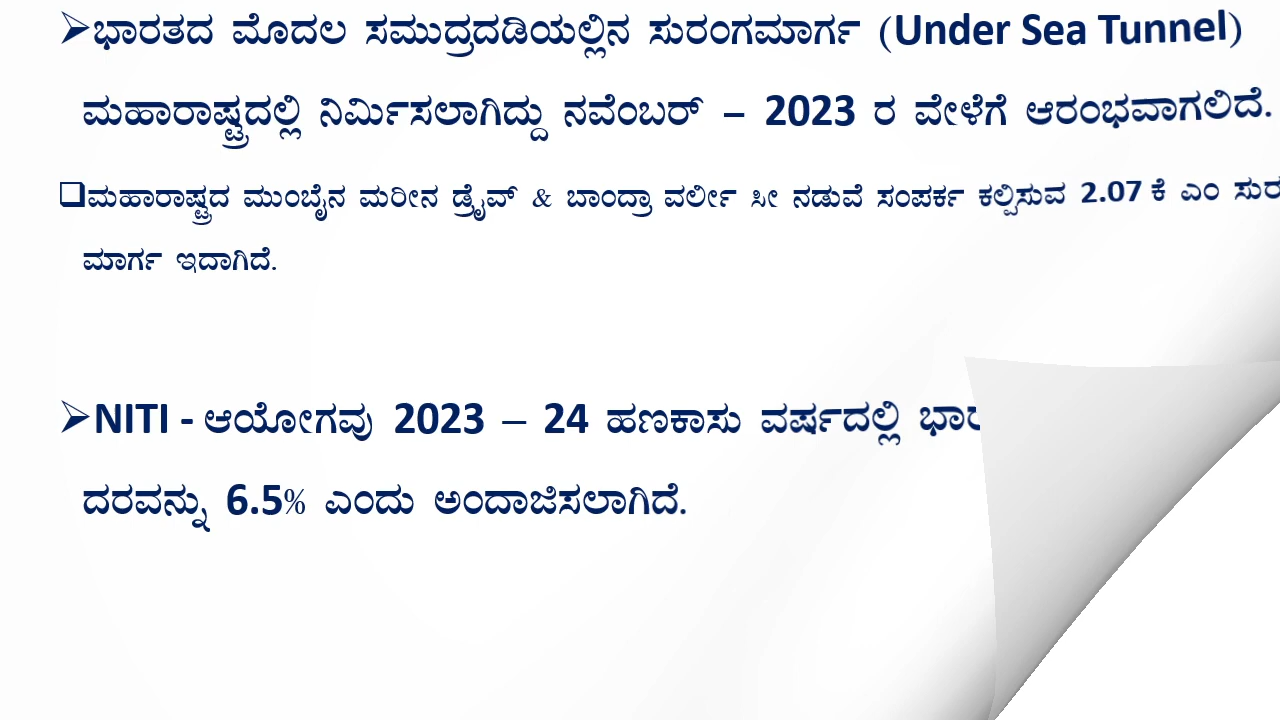 ➢ಭಾರತದ ಮೊದಲ ಸಮುದ್ರದಡಿಯಲ್ಲಿನ ಸುರಂಗಮಾರ್ಗ (Under Sea Tunnel)
ಮಹಾರಾಷ್ಟ್ರದಲ್ಲಿ ನಿರ್ಮಿಸಲಾಗಿದ್ದು ನವೆಂಬರ್ – 2023 ರ ವೇಳೆಗೆ ಆರಂಭವಾಗಲಿದೆ.
❑ಮಹಾರಾಷ್ಟ್ರದ ಮುಂಬೈನ ಮರೀನ ಡ್ರೈವ್ & ಬಾಂದ್ರಾ ವರ್ಲೀ ಸೀ ನಡುವೆ ಸಂಪರ್ಕ ಕಲ್ಪಿಸುವ 2.07 ಕೆ ಎಂ
ಮಾರ್ಗ ಇದಾಗಿದೆ.
➢NITI - ಆಯೋಗವು 2023 – 24 ಹಣಕಾಸು ವರ್ಷದಲ್ಲಿ
ದರವನ್ನು 6.5% ಎಂದು ಅಂದಾಜಿಸಲಾಗಿದೆ.